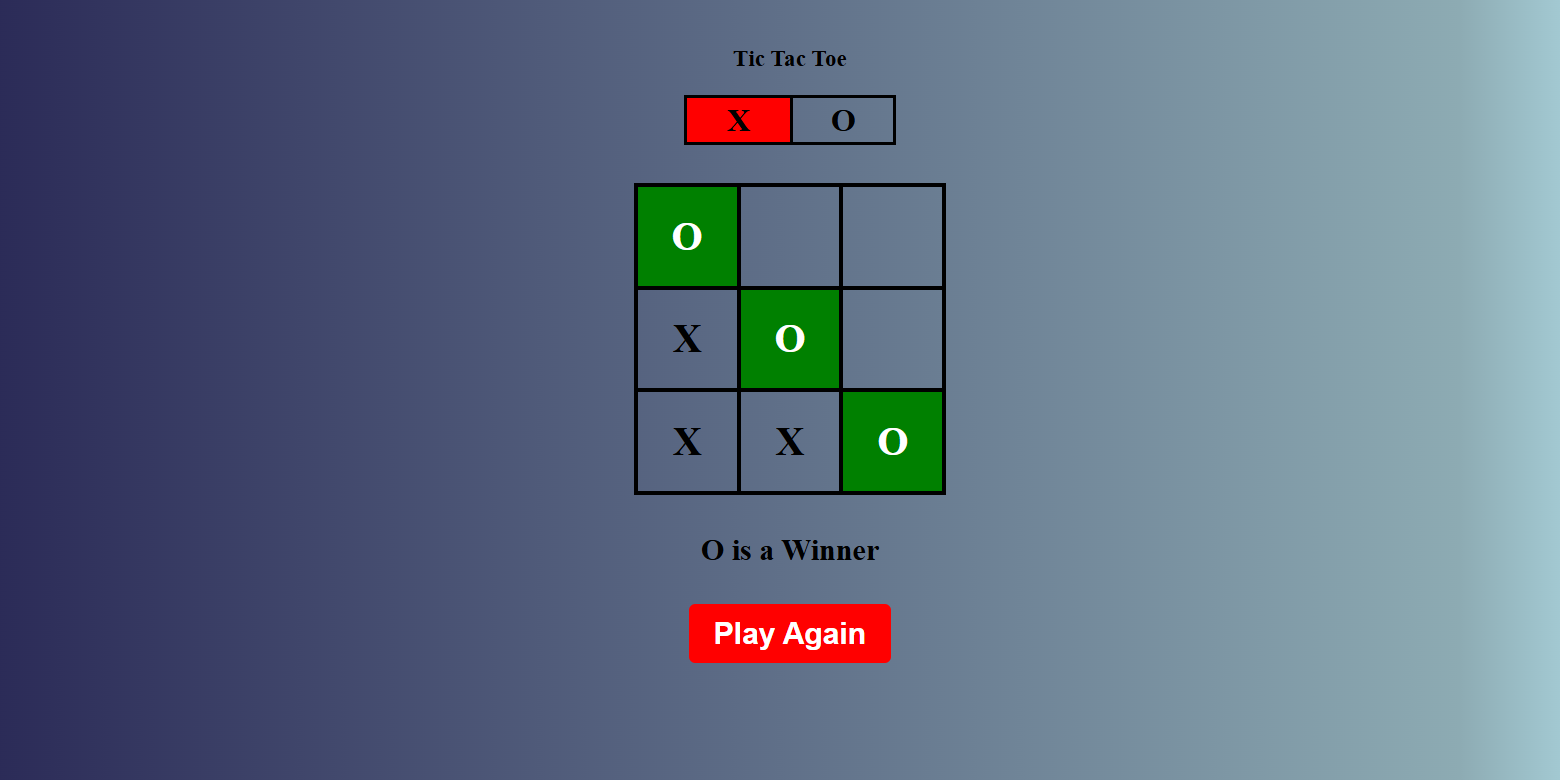 Tic Tac Toe
X O
O
X O
X X O
O is a Winner
Play Again